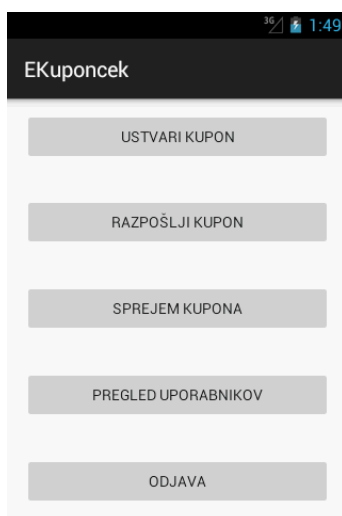 3G 1:49
EKuponcek
USTVARI KUPON
RAZPOŠLJI KUPON
SPREJEM KUPONA
PREGLED UPORABNIKOV
ODJAVA